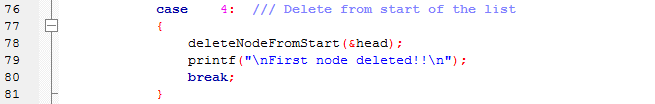 76 case 4: /// Delete from start of the list
77 {
78 deleteNodeFromStart(&head);
79 printf("\nFirst node deleted!!\n");
80 break;
81 }